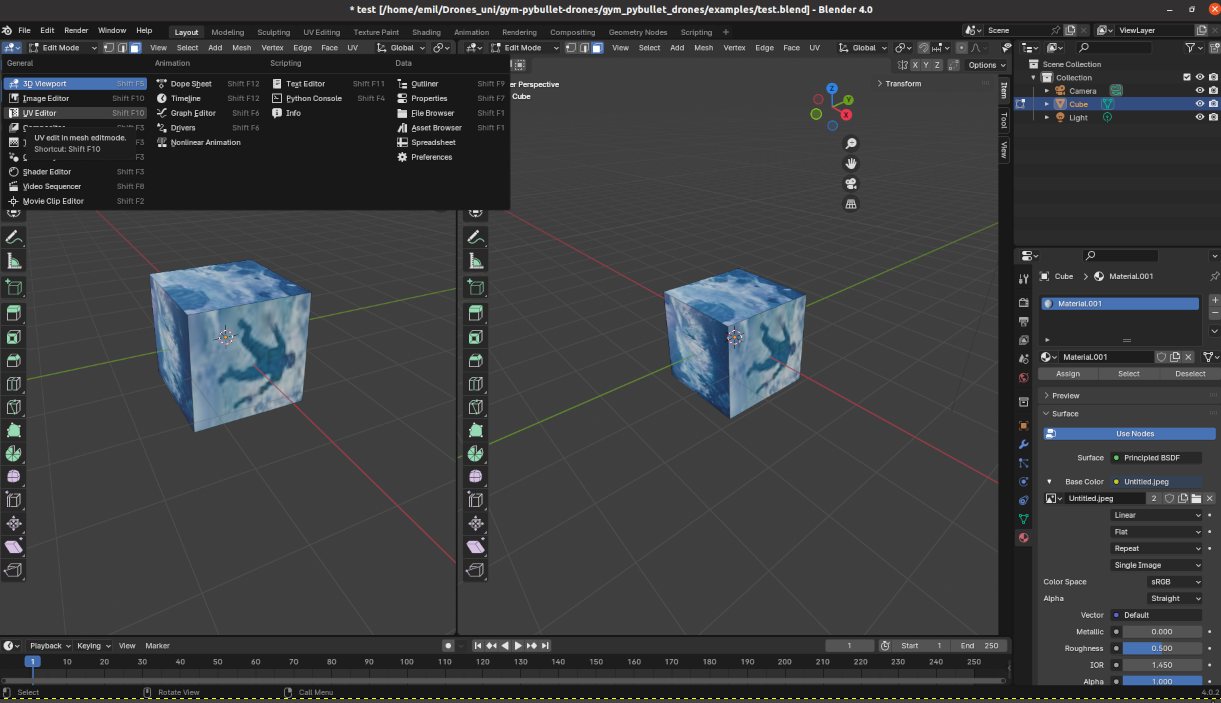 * test [/home/emil/Drones_uni/gym-pybullet-drones/gym_pybullet_drones/examples/test.blend] - Blender 4.0
File Edit Render Window Help Layout Modeling Sculpting UV Editing Texture Paint Shading Animation Rendering Compositing Geometry Nodes Scripting + Scene ViewLayer
Edit Mode View Select Add Mesh Vertex Edge Face UV Global Edit Mode View Select Add Mesh Vertex Edge Face UV Global
General Animation Scripting Data X Y Z Options
3D Viewport Shift F5 Dope Sheet Shift F12 Text Editor Shift F11 Outliner Shift F9
Image Editor Shift F10 Timeline Shift F12 Python Console Shift F4 Properties Shift F7
UV Editor Shift F10 Graph Editor Shift F6 Info File Browser Shift F1
Shift F3 Drivers Shift F6 Asset Browser Shift F1
UV edit in mesh editmode. F3 Nonlinear Animation Spreadsheet
Shortcut: Shift F10 F3 Preferences
Shader Editor Shift F3
Video Sequencer Shift F8
Movie Clip Editor Shift F2
r Perspective
Cube
Transform
Z
Y
X
Item
Tool
View
Scene Collection
Collection
Camera
Cube
Light
Cube > Material.001
Material.001
Material.001
Assign Select Deselect
Preview
Surface
Use Nodes
Surface Principled BSDF
Base Color Untitled.jpeg
Untitled.jpeg 2
Linear
Flat
Repeat
Single Image
Color Space sRGB
Alpha Straight
Vector Default
Metallic 0.000
Roughness 0.500
IOR 1.450
Alpha 1.000
Playback Keying View Marker 1 Start 1 End 250
1 10 20 30 40 50 60 70 80 90 100 110 120 130 140 150 160 170 180 190 200 210 220 230 240 250
Select Rotate View Call Menu 4.0.2